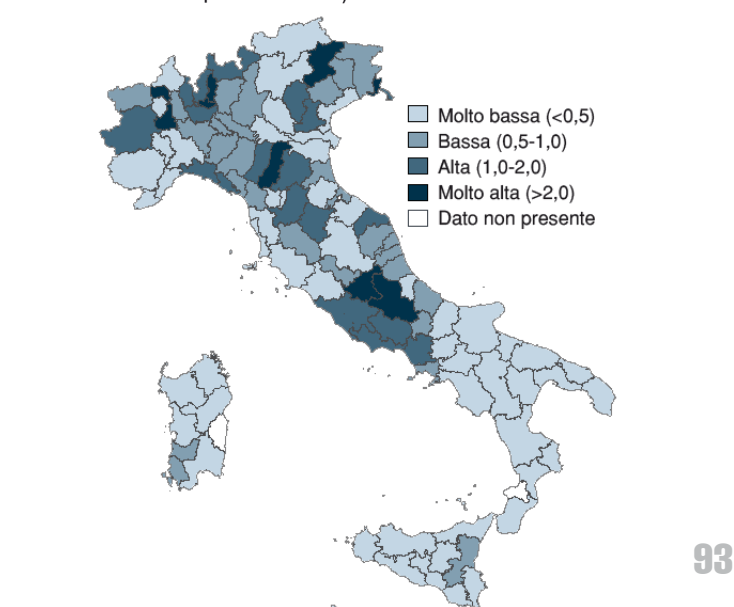 Molto bassa (<0,5)
Bassa (0,5-1,0)
Alta (1,0-2,0)
Molto alta (>2,0)
Dato non presente
93